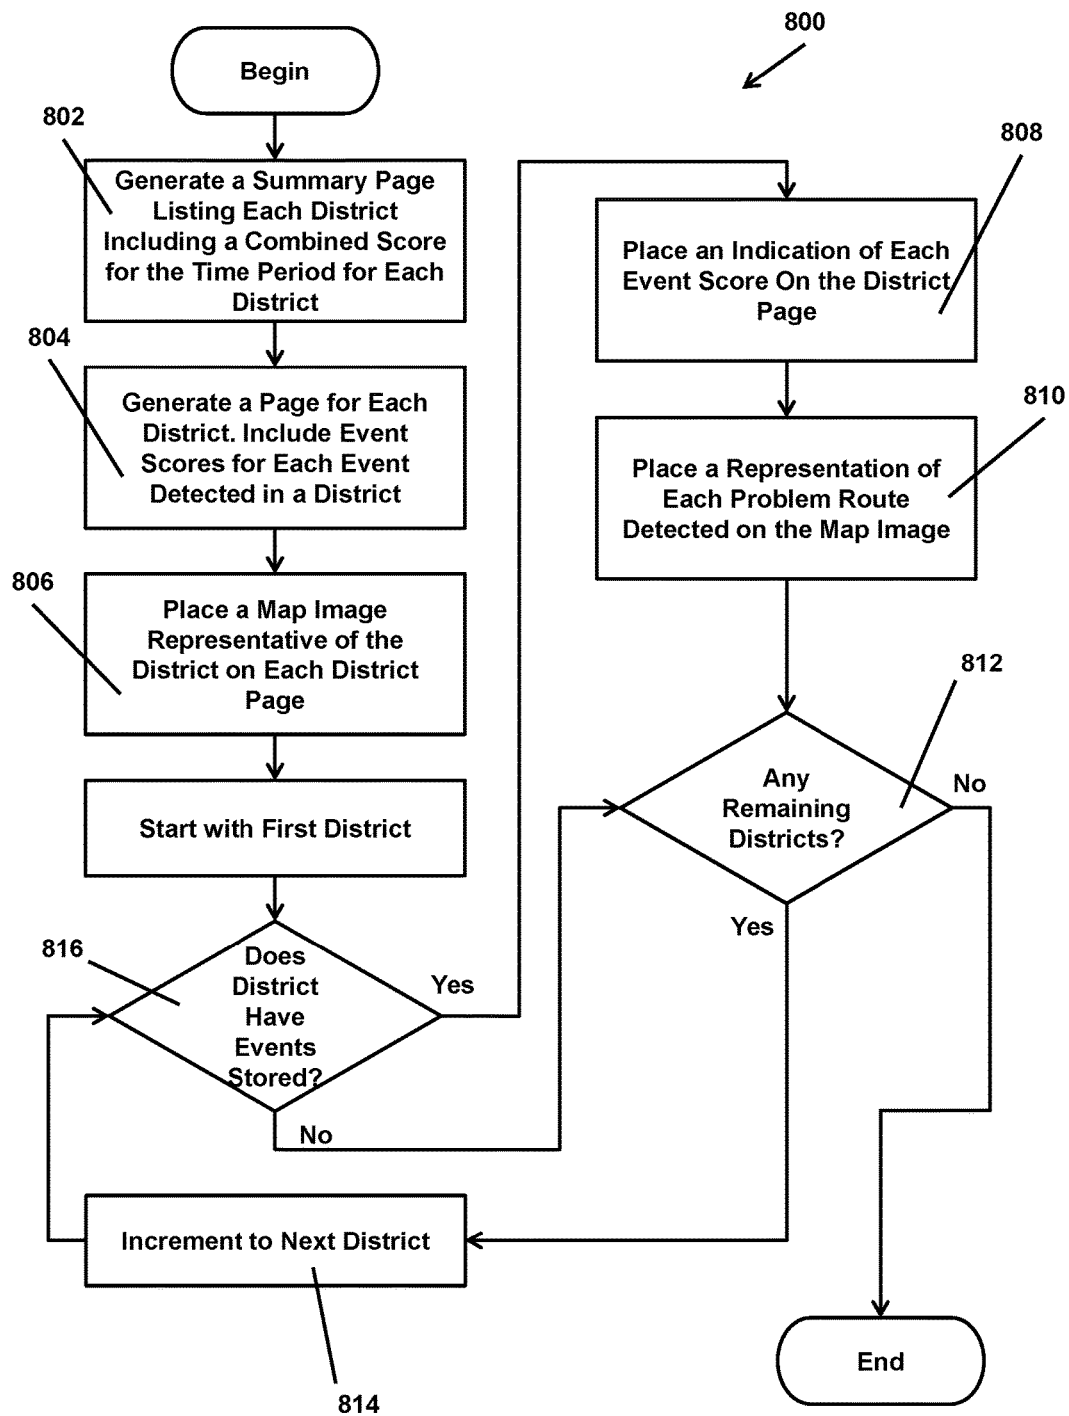 800
Begin
802
Generate a Summary Page
Listing Each District
Including a Combined Score
for the Time Period for Each
District
804
Generate a Page for Each
District. Include Event
Scores for Each Event
Detected in a District
806
Place a Map Image
Representative of the
District on Each District
Page
Start with First District
816
Does
District
Have
Events
Stored?
Yes
No
808
Place an Indication of Each
Event Score On the District
Page
810
Place a Representation of
Each Problem Route
Detected on the Map Image
812
Any
Remaining
Districts?
No
Yes
Increment to Next District
814
End